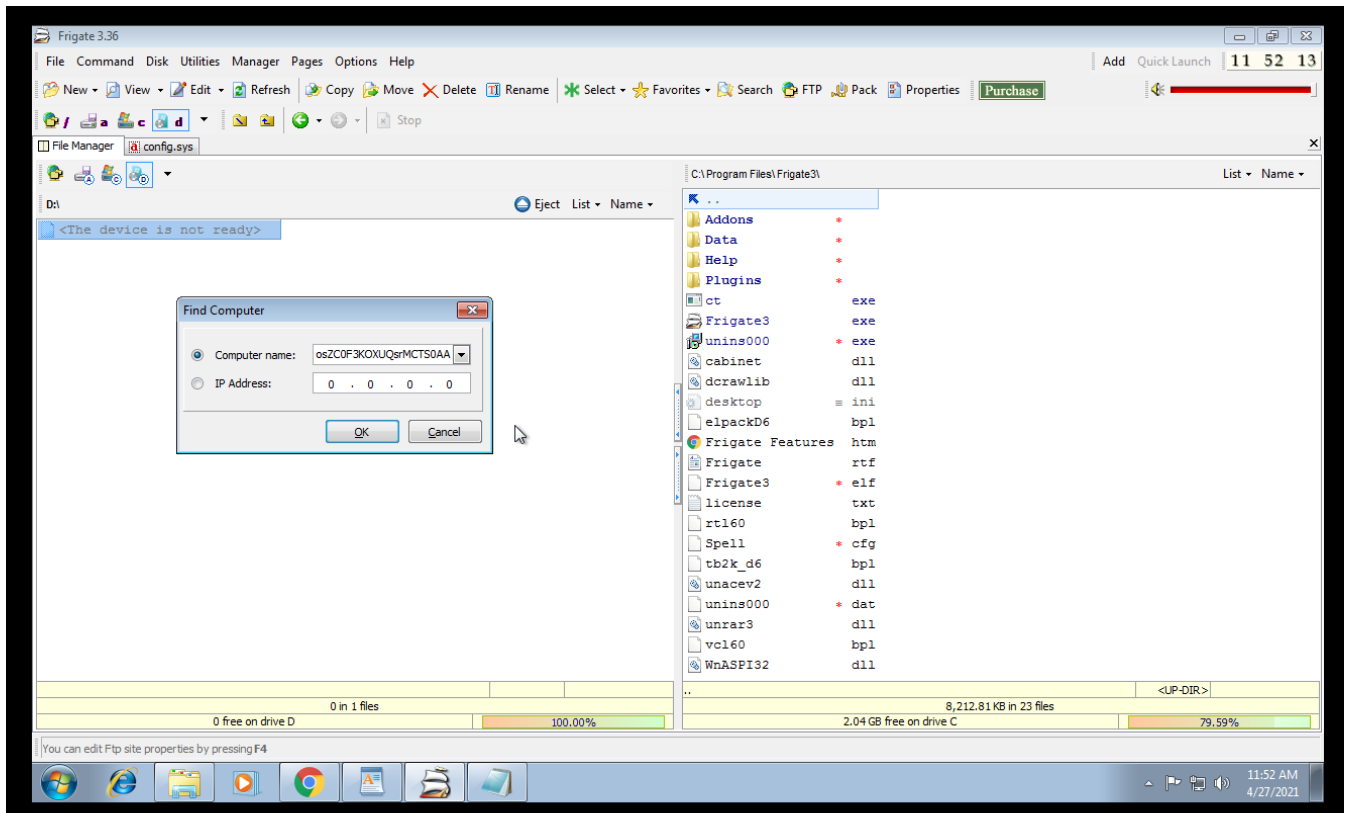 Frigate 3.36
File Command Disk Utilities Manager Pages Options Help
Add Quick Launch 11 52 13
New View Edit Refresh Copy Move Delete Rename Select Favorites Search FTP Pack Properties Purchase
/ a c d Stop
File Manager config.sys
C:\Program Files\Frigate3\ List Name
D:\ Eject List Name
<The device is not ready>
..
Addons *
Data *
Help *
Plugins *
ct exe
Frigate3 exe
unins000 * exe
cabinet dll
dcrawlib dll
desktop ≡ ini
elpackD6 bpl
Frigate Features htm
Frigate rtf
Frigate3 * elf
license txt
rtl60 bpl
Spell * cfg
tb2k_d6 bpl
unacev2 dll
unins000 * dat
unrar3 dll
vcl60 bpl
WnASPI32 dll
Find Computer
Computer name: osZC0F3KOXUQsrMCTS0AA
IP Address: 0 . 0 . 0 . 0
OK Cancel
.. <UP-DIR>
0 in 1 files
8,212.81 KB in 23 files
0 free on drive D 100.00%
2.04 GB free on drive C 79.59%
You can edit Ftp site properties by pressing F4
11:52 AM
4/27/2021